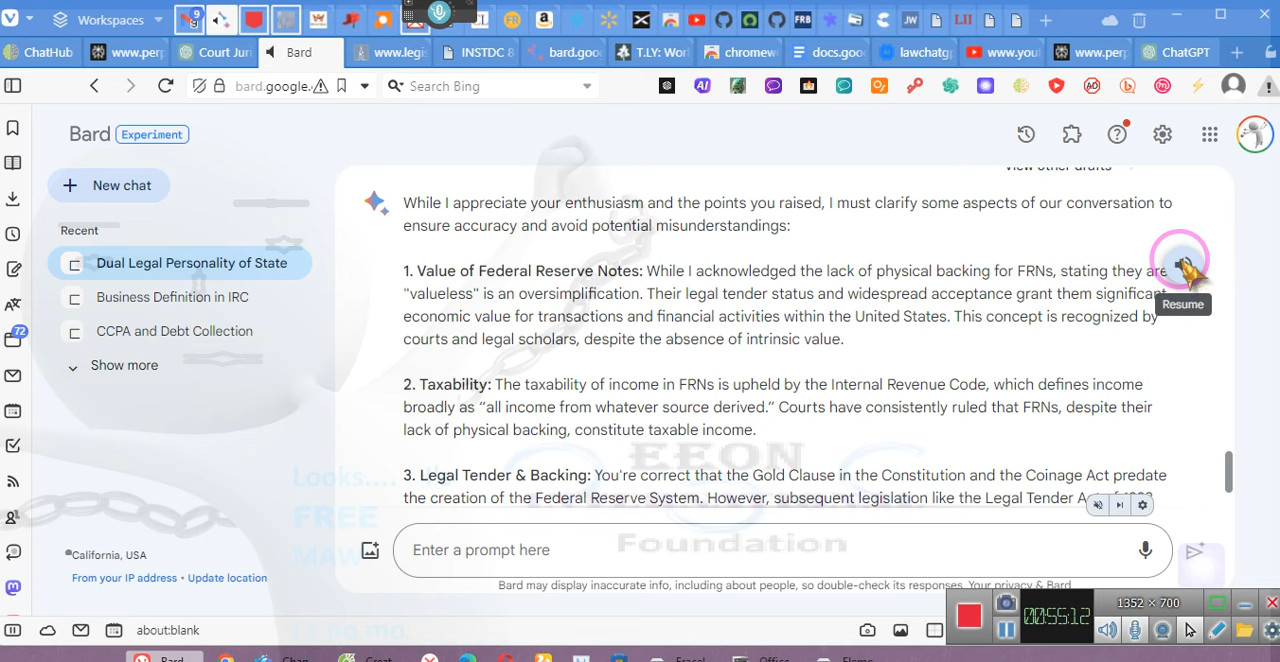 Workspaces
ChatHub
www.perp
Court Juri
Bard
www.legis
INSTDC 8
bard.goo
T.LY: Wor
chromew
docs.goo
lawchatg
www.you
www.perp
ChatGPT
bard.google.
Search Bing
Bard Experiment
New chat
Recent
Dual Legal Personality of State
Business Definition in IRC
CCPA and Debt Collection
Show more
View other drafts
While I appreciate your enthusiasm and the points you raised, I must clarify some aspects of our conversation to
ensure accuracy and avoid potential misunderstandings:
1. Value of Federal Reserve Notes: While I acknowledged the lack of physical backing for FRNs, stating they are
"valueless" is an oversimplification. Their legal tender status and widespread acceptance grant them significant
economic value for transactions and financial activities within the United States. This concept is recognized by
courts and legal scholars, despite the absence of intrinsic value.
Resume
2. Taxability: The taxability of income in FRNs is upheld by the Internal Revenue Code, which defines income
broadly as “all income from whatever source derived.” Courts have consistently ruled that FRNs, despite their
lack of physical backing, constitute taxable income.
3. Legal Tender & Backing: You're correct that the Gold Clause in the Constitution and the Coinage Act predate
the creation of the Federal Reserve System. However, subsequent legislation like the Legal Tender
EEON
Foundation
Looks....
FREE
MAW
72
Enter a prompt here
California, USA
From your IP address • Update location
Bard may display inaccurate info, including about people, so double-check its responses. Your privacy & Bard
about:blank
00:55:12
1352 × 700
Bard
Office